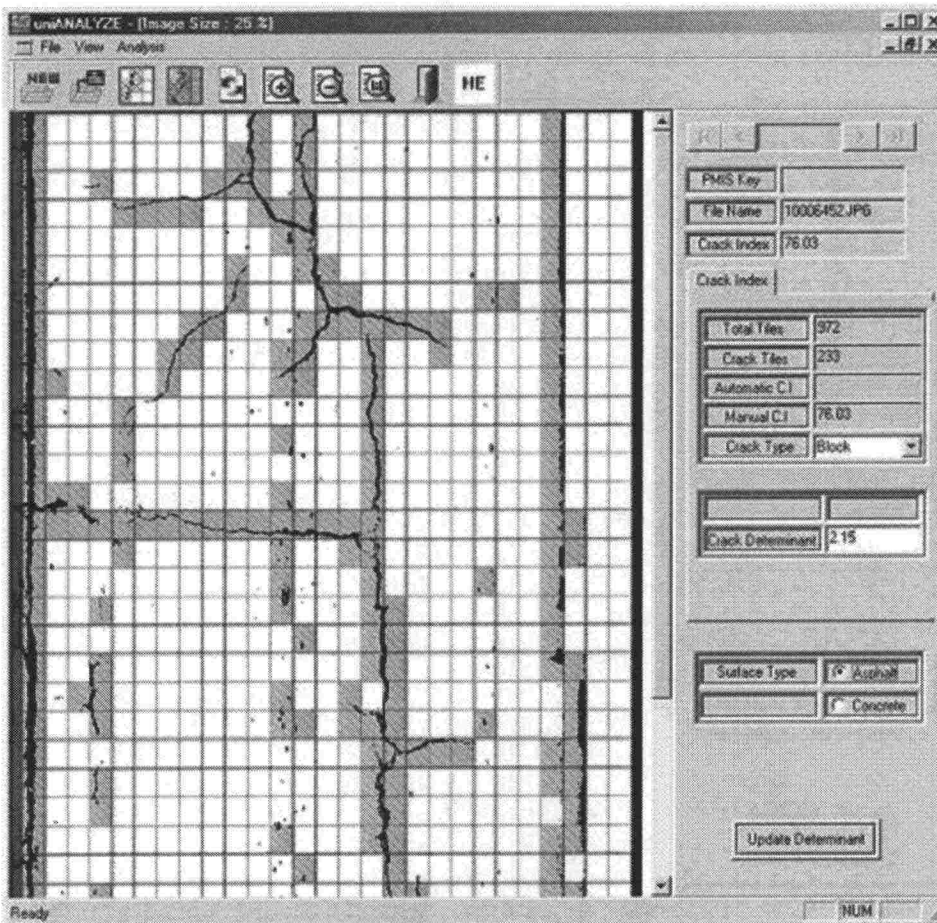 uniANALYZE - [Image Size : 25 %]
File View Analysis
NEW HE
PMIS Key
File Name 10006452.JPG
Crack Index 76.03
Crack Index
Total Tiles 972
Crack Tiles 233
Automatic C.I
Manual C.I 76.03
Crack Type Block
Crack Determinant 2.15
Surface Type Asphalt
Concrete
Update Determinant
Ready NUM